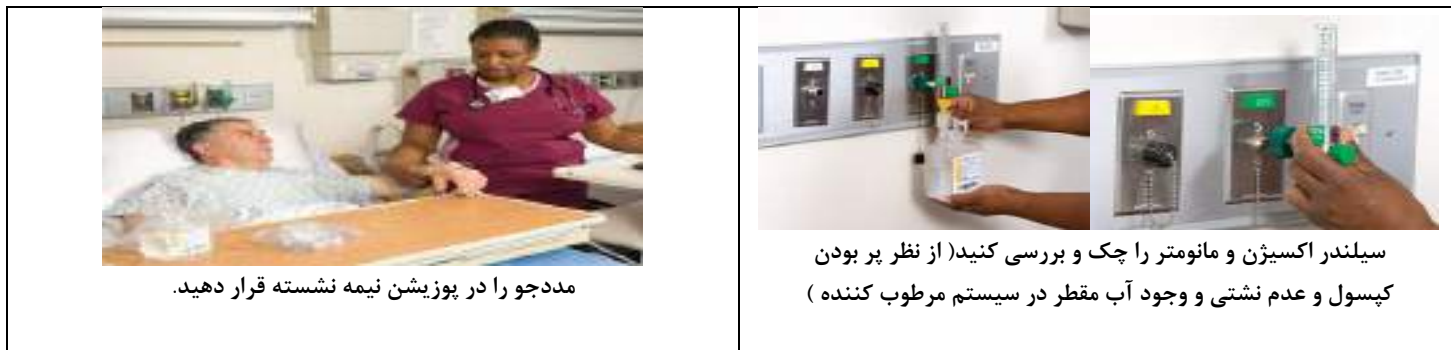 سیلندر اکسیژن و مانومتر را چک و بررسی کنید( از نظر پر بودن
کپسول و عدم نشتی و وجود آب مقطر در سیستم مرطوب کننده )
مددجو را در پوزیشن نیمه نشسته قرار دهید.